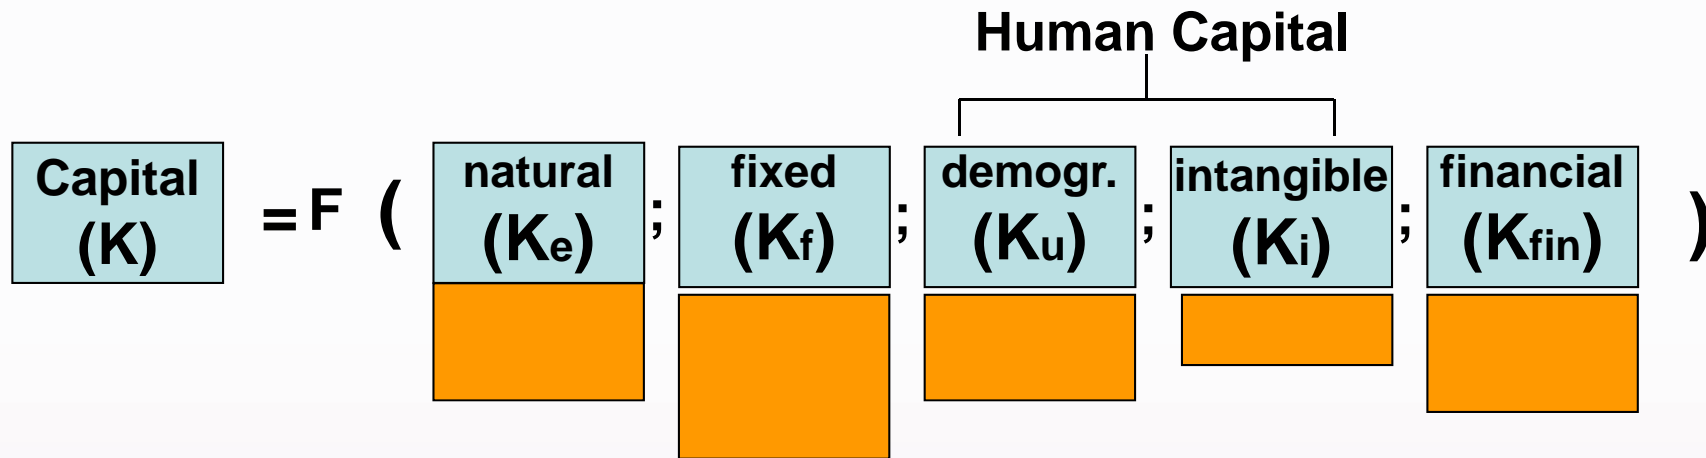 Human Capital
Capital (K) = F ( natural (Ke) ; fixed (Kf) ; demogr. (Ku) ; intangible (Ki) ; financial (Kfin) )